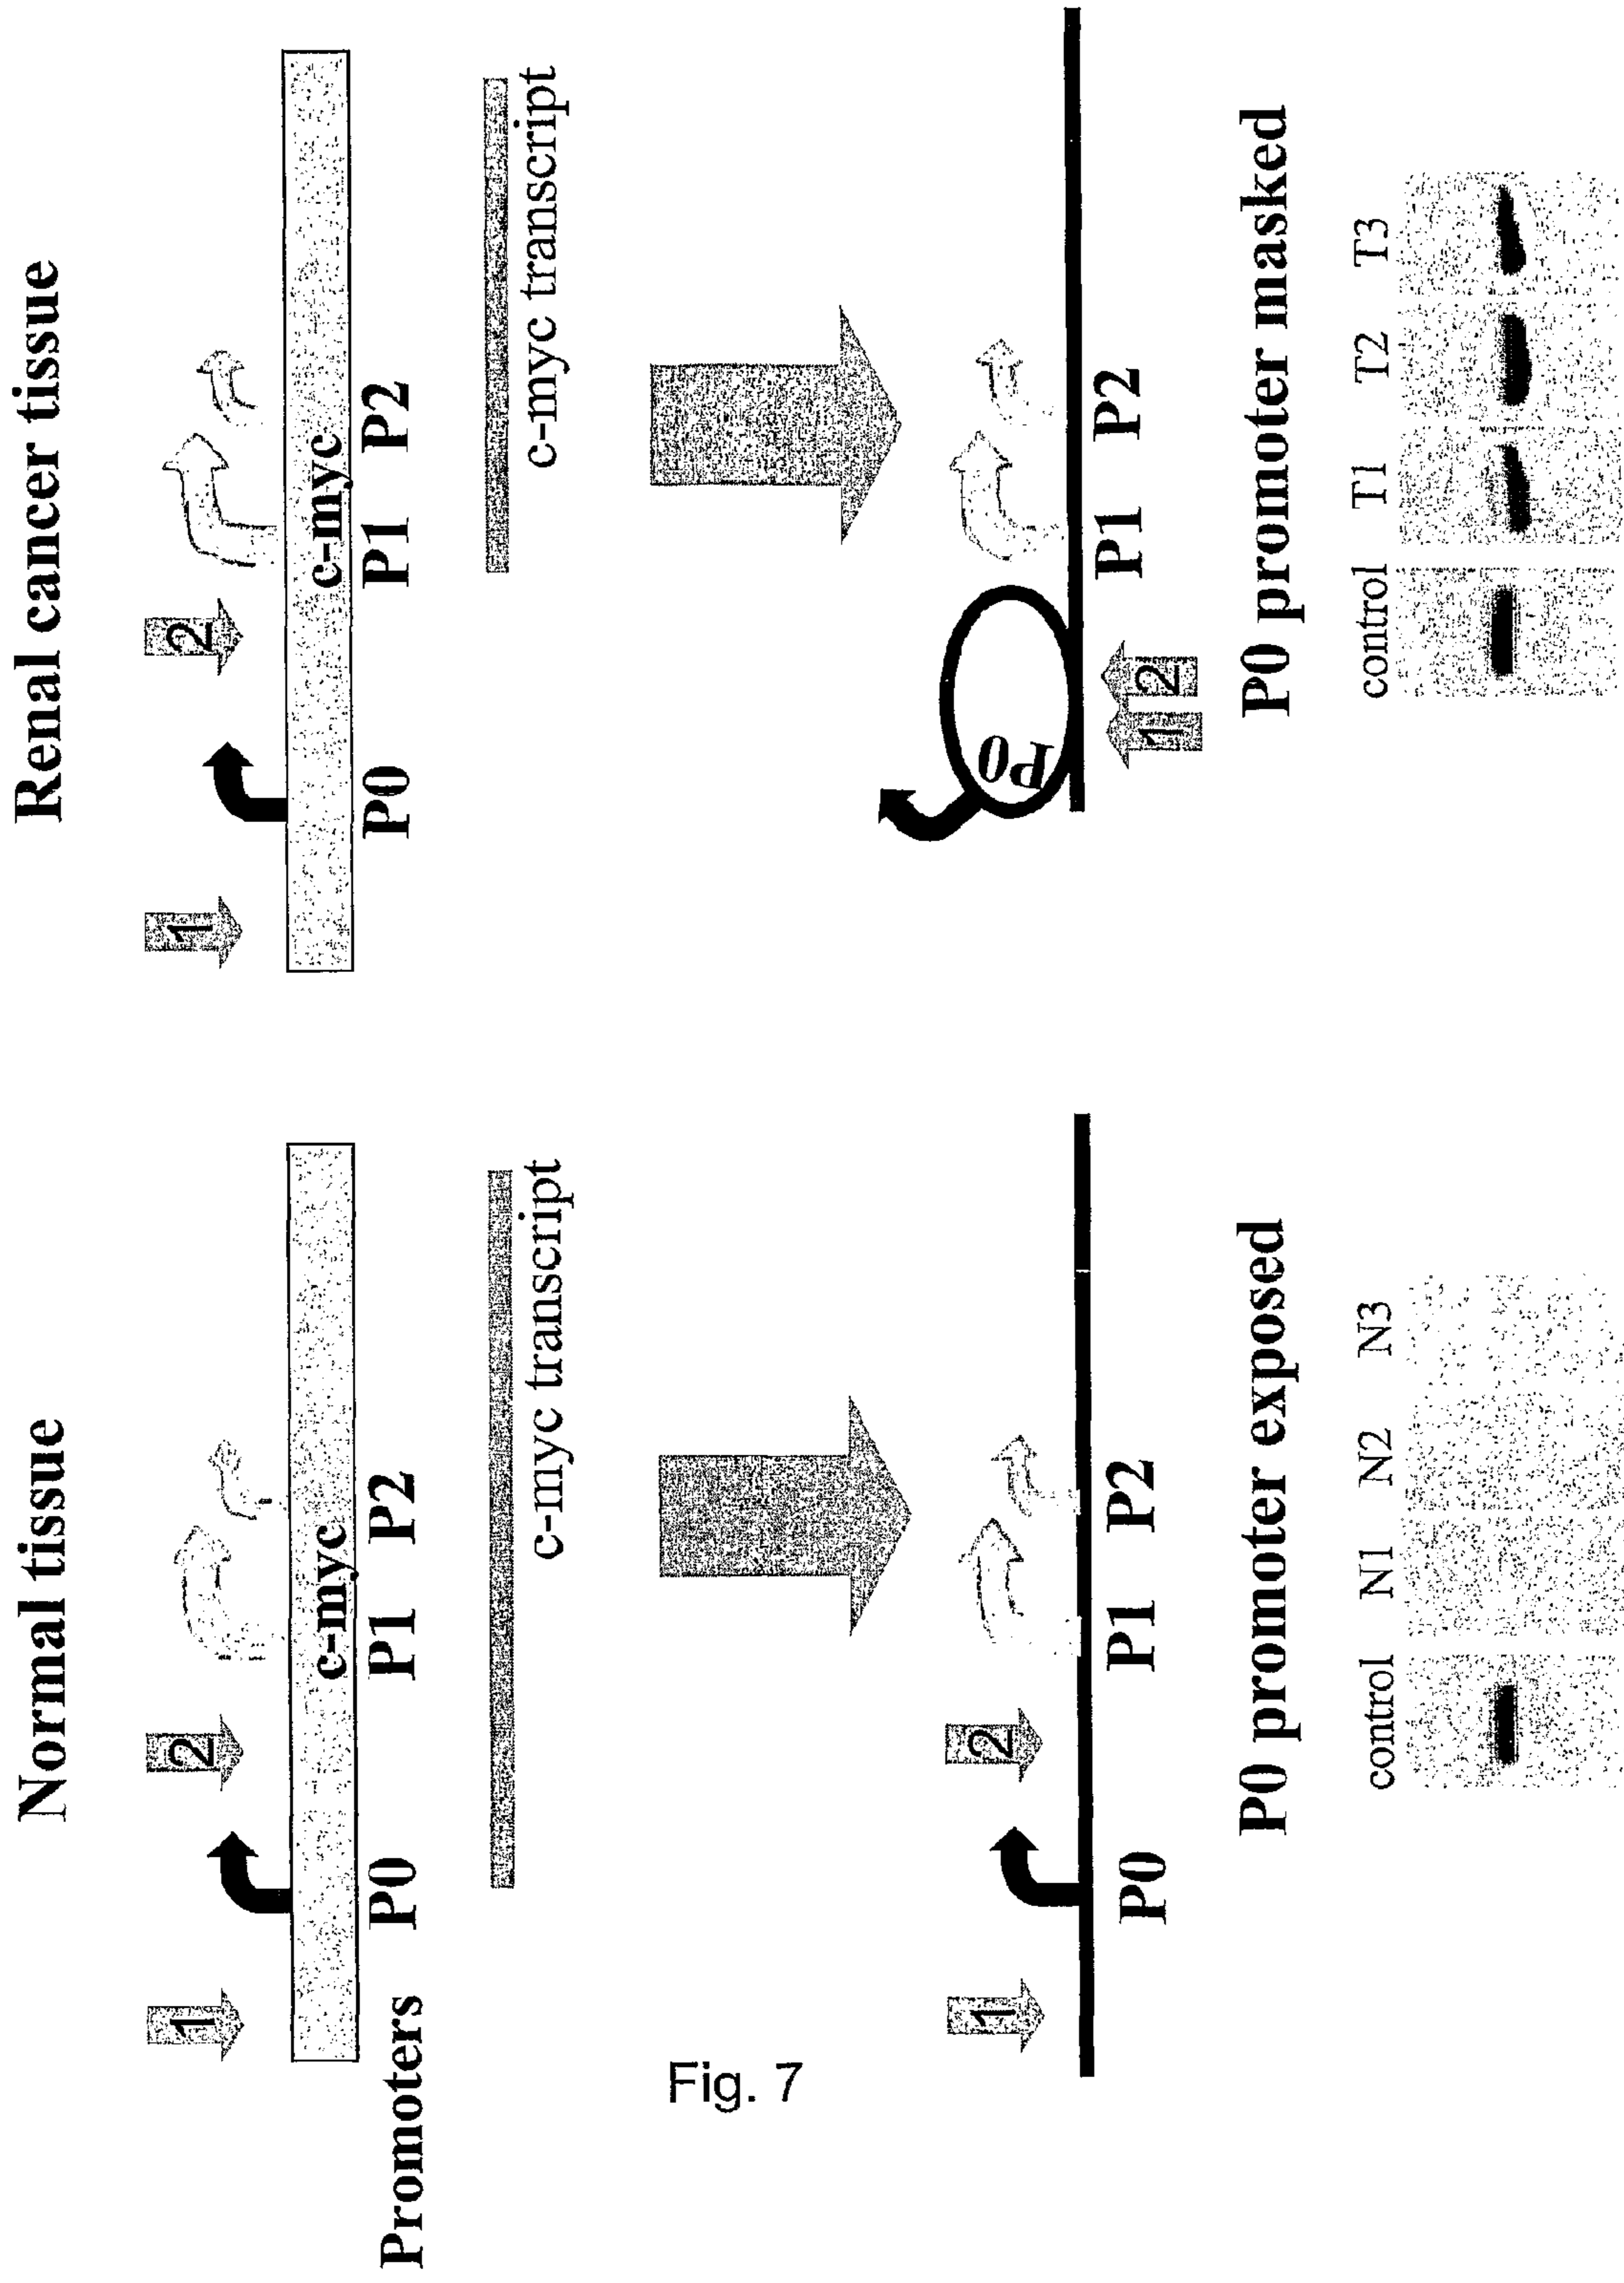 Normal tissue
1 2
c-myc
Promoters P0 P1 P2
c-myc transcript
1 2
P0 P1 P2
P0 promoter exposed
control N1 N2 N3
Renal cancer tissue
1 2
c-myc
P0 P1 P2
c-myc transcript
P0
P1 P2
1 2
P0 promoter masked
control T1 T2 T3
Fig. 7